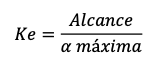 Ke = Alcance / α máxima